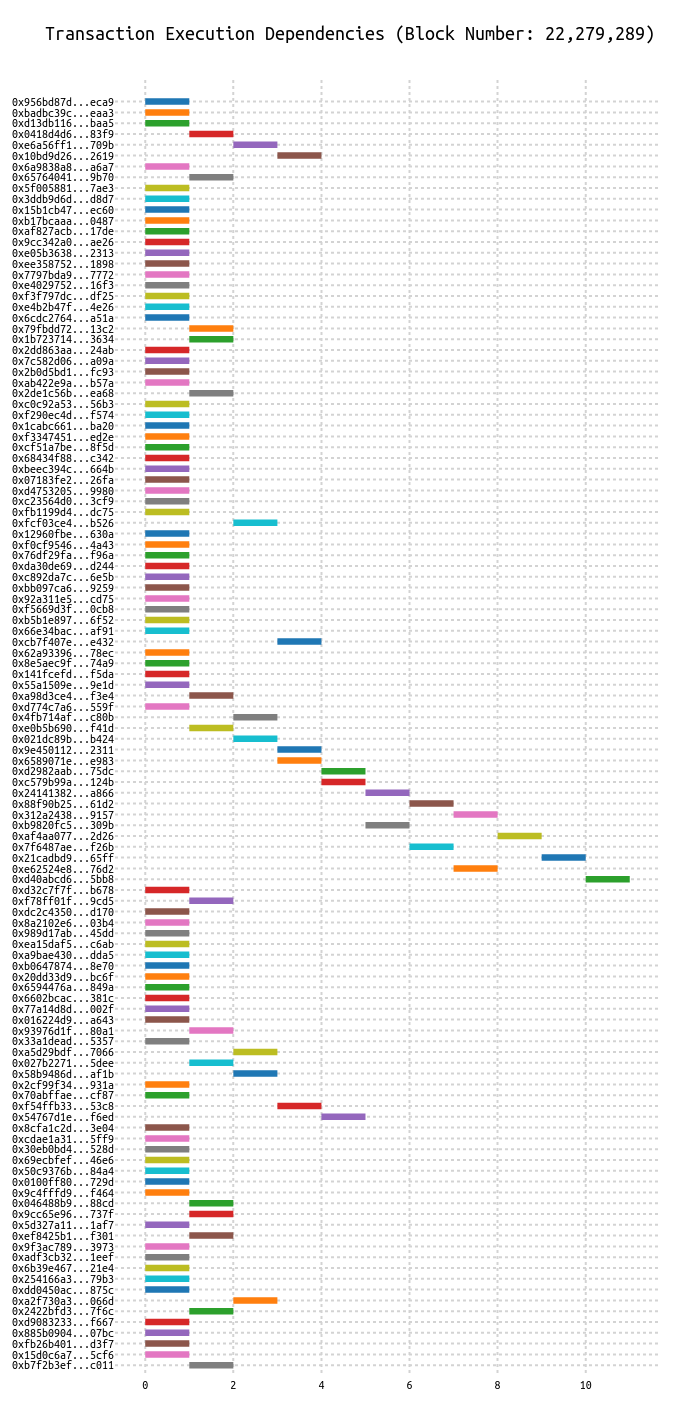 Transaction Execution Dependencies (Block Number: 22,279,289)
0x956bd87d...eca9
0xbadbc39c...eaa3
0xd13db116...baa5
0x0418d4d6...83f9
0xe6a56ff1...709b
0x10bd9d26...2619
0x6a9838a8...a6a7
0x65764041...9b70
0x5f005881...7ae3
0x3ddb9d6d...d8d7
0x15b1cb47...ec60
0xb17bcaaa...0487
0xaf827acb...17de
0x9cc342a0...ae26
0xe05b3638...2313
0xee358752...1898
0x7797bda9...7772
0xe4029752...16f3
0xf3f797dc...df25
0xe4b2b47f...4e26
0x6cdc2764...a51a
0x79fbdd72...13c2
0x1b723714...3634
0x2dd863aa...24ab
0x7c582d06...a09a
0x2b0d5bd1...fc93
0xab422e9a...b57a
0x2de1c56b...ea68
0xc0c92a53...56b3
0xf290ec4d...f574
0x1cabc661...ba20
0xf3347451...ed2e
0xcf51a7be...8f5d
0x68434f88...c342
0xbeec394c...664b
0x07183fe2...26fa
0xd4753205...9980
0xc23564d0...3cf9
0xfb1199d4...dc75
0xfcf03ce4...b526
0x12960fbe...630a
0xf0cf9546...4a43
0x76df29fa...f96a
0xda30de69...d244
0xc892da7c...6e5b
0xbb097ca6...9259
0x92a311e5...cd75
0xf5669d3f...0cb8
0xb5b1e897...6f52
0x66e34bac...af91
0xcb7f407e...e432
0x62a93396...78ec
0x8e5aec9f...74a9
0x141fcefd...f5da
0x55a1509e...9e1d
0xa98d3ce4...f3e4
0xd774c7a6...559f
0x4fb714af...c80b
0xe0b5b690...f41d
0x021dc89b...b424
0x9e450112...2311
0x6589071e...e983
0xd2982aab...75dc
0xc579b99a...124b
0x24141382...a866
0x88f90b25...61d2
0x312a2438...9157
0xb9820fc5...309b
0xaf4aa077...2d26
0x7f6487ae...f26b
0x21cadbd9...65ff
0xe62524e8...76d2
0xd40abcd6...5bb8
0xd32c7f7f...b678
0xf78ff01f...9cd5
0xdc2c4350...d170
0x8a2102e6...03b4
0x989d17ab...45dd
0xea15daf5...c6ab
0xa9bae430...dda5
0xb0647874...8e70
0x20dd33d9...bc6f
0x6594476a...849a
0x6602bcac...381c
0x77a14d8d...002f
0x016224d9...a643
0x93976d1f...80a1
0x33a1dead...5357
0xa5d29bdf...7066
0x027b2271...5dee
0x58b9486d...af1b
0x2cf99f34...931a
0x70abffae...cf87
0xf54ffb33...53c8
0x54767d1e...f6ed
0x8cfa1c2d...3e04
0xcdae1a31...5ff9
0x30eb0bd4...528d
0x69ecbfef...46e6
0x50c9376b...84a4
0x0100ff80...729d
0x9c4fffd9...f464
0x046488b9...88cd
0x9cc65e96...737f
0x5d327a11...1af7
0xef8425b1...f301
0x9f3ac789...3973
0xadf3cb32...1eef
0x6b39e467...21e4
0x254166a3...79b3
0xdd0450ac...875c
0xa2f730a3...066d
0x2422bfd3...7f6c
0xd9083233...f667
0x885b0904...07bc
0xfb26b401...d3f7
0x15d0c6a7...5cf6
0xb7f2b3ef...c011
0 2 4 6 8 10